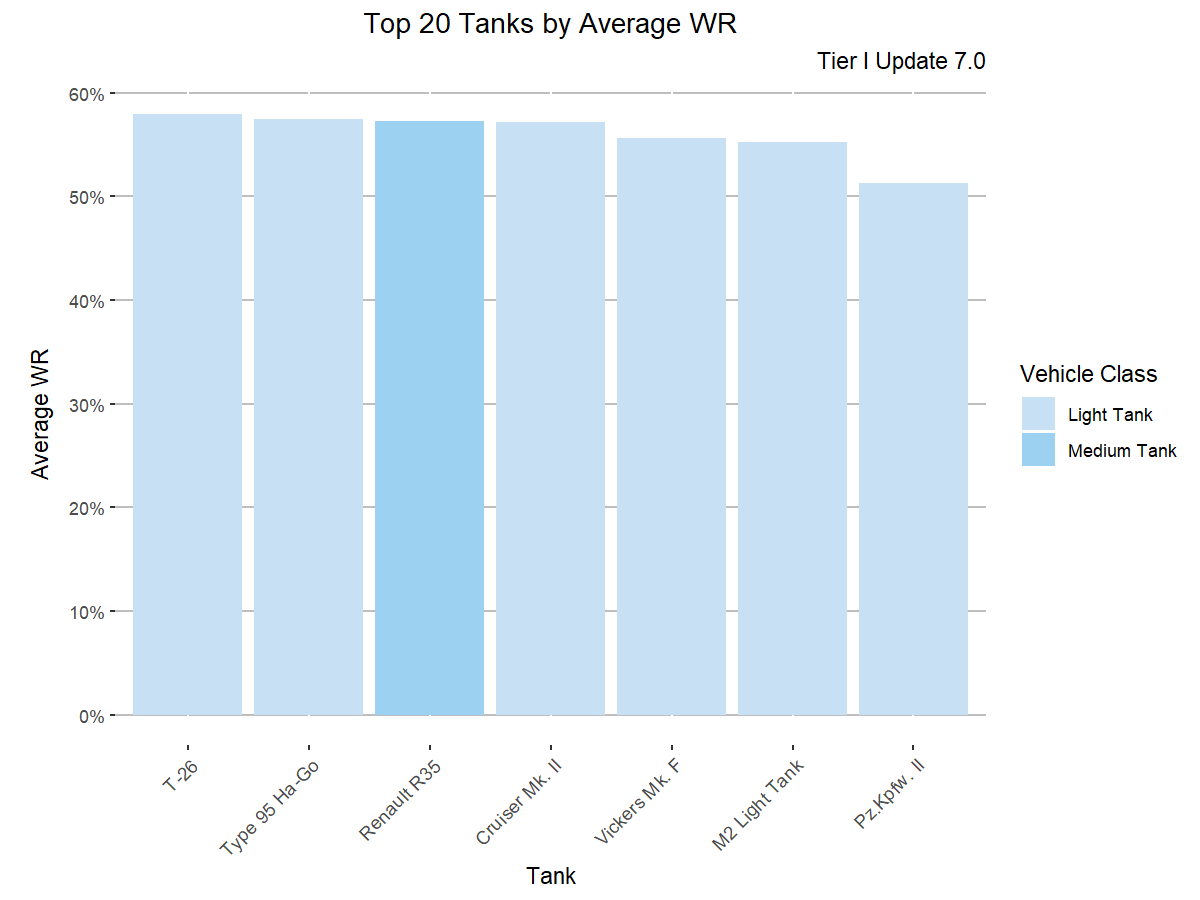 Top 20 Tanks by Average WR
Tier I Update 7.0
60%
50%
40%
30%
20%
10%
0%
Average WR
T-26
Type 95 Ha-Go
Renault R35
Cruiser Mk. II
Vickers Mk. F
M2 Light Tank
Pz.Kpfw. II
Tank
Vehicle Class
Light Tank
Medium Tank